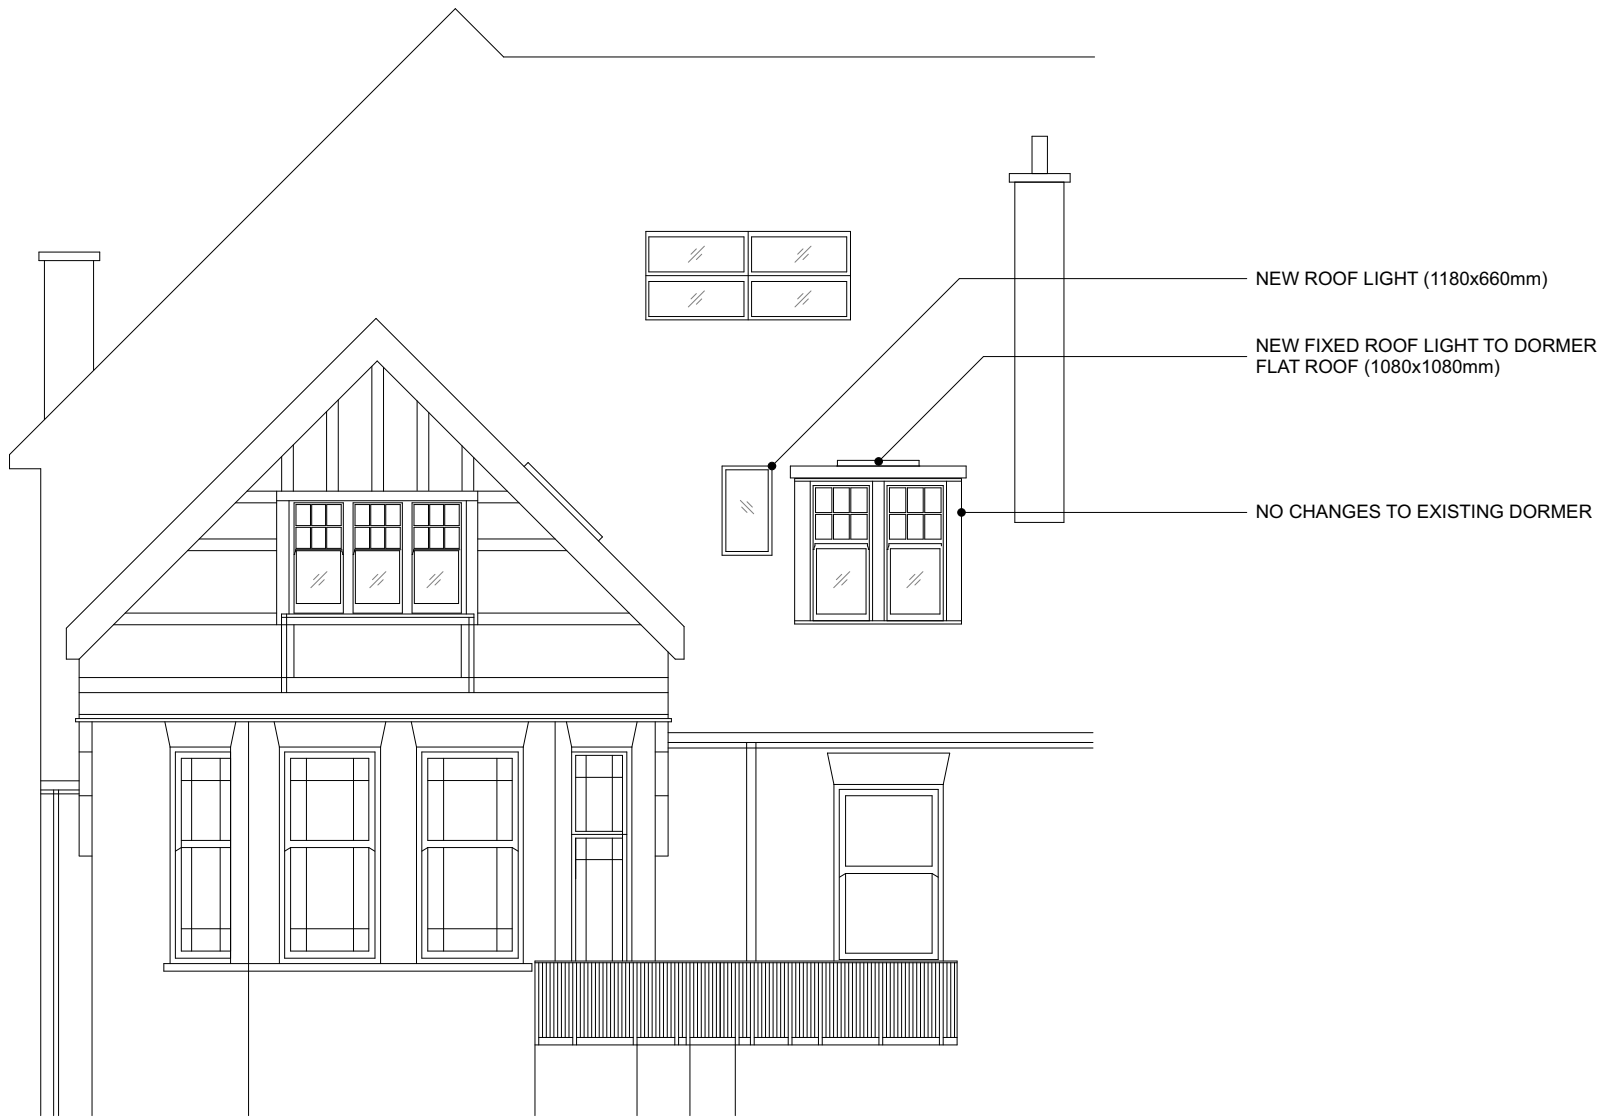 NEW ROOF LIGHT (1180x660mm)
NEW FIXED ROOF LIGHT TO DORMER
FLAT ROOF (1080x1080mm)
NO CHANGES TO EXISTING DORMER